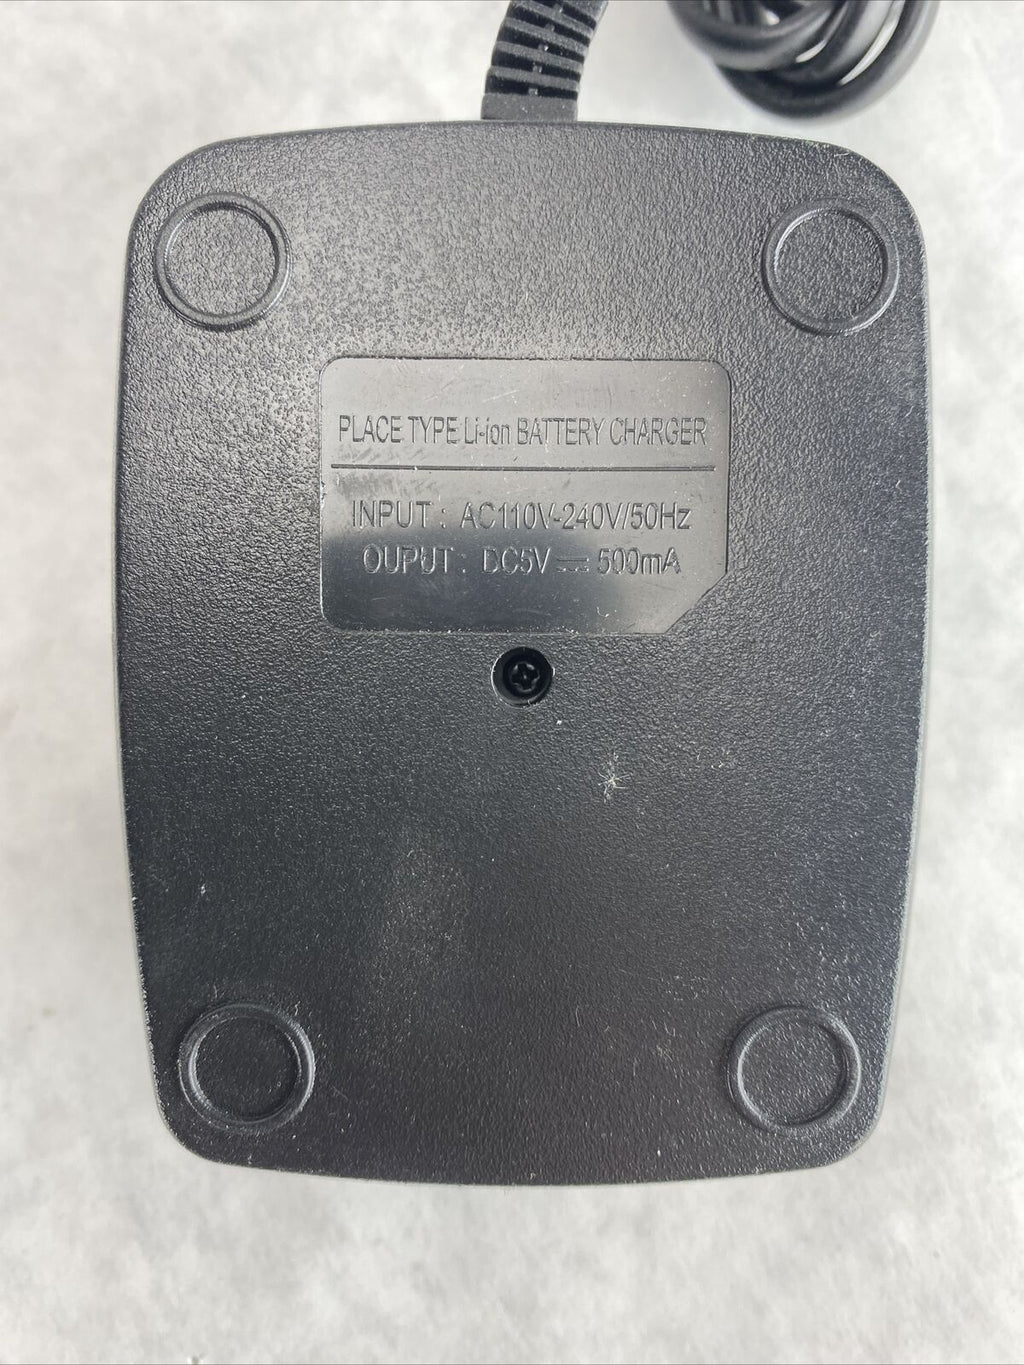 PLACE TYPE Li-ion BATTERY CHARGER
INPUT : AC110V-240V/50Hz
OUPUT : DC5V ⎓ 500mA